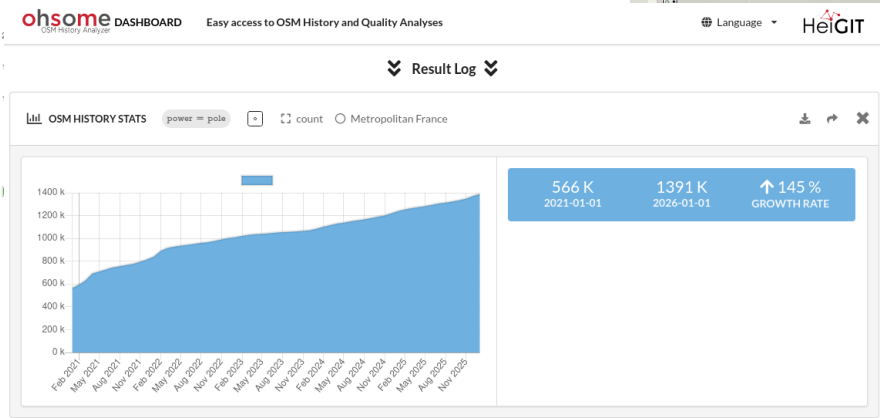 ohsome DASHBOARD
OSM History Analyzer
Easy access to OSM History and Quality Analyses
Language
HeiGIT
Result Log
OSM HISTORY STATS
power = pole
count
Metropolitan France
1400 k
1200 k
1000 k
800 k
600 k
400 k
200 k
0 k
Feb 2021
May 2021
Aug 2021
Nov 2021
Feb 2022
May 2022
Aug 2022
Nov 2022
Feb 2023
May 2023
Aug 2023
Nov 2023
Feb 2024
May 2024
Aug 2024
Nov 2024
Feb 2025
May 2025
Aug 2025
Nov 2025
566 K
2021-01-01
1391 K
2026-01-01
145 %
GROWTH RATE